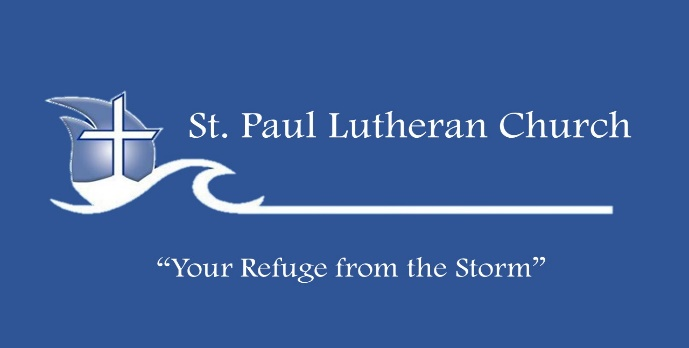 St. Paul Lutheran Church
“Your Refuge from the Storm”